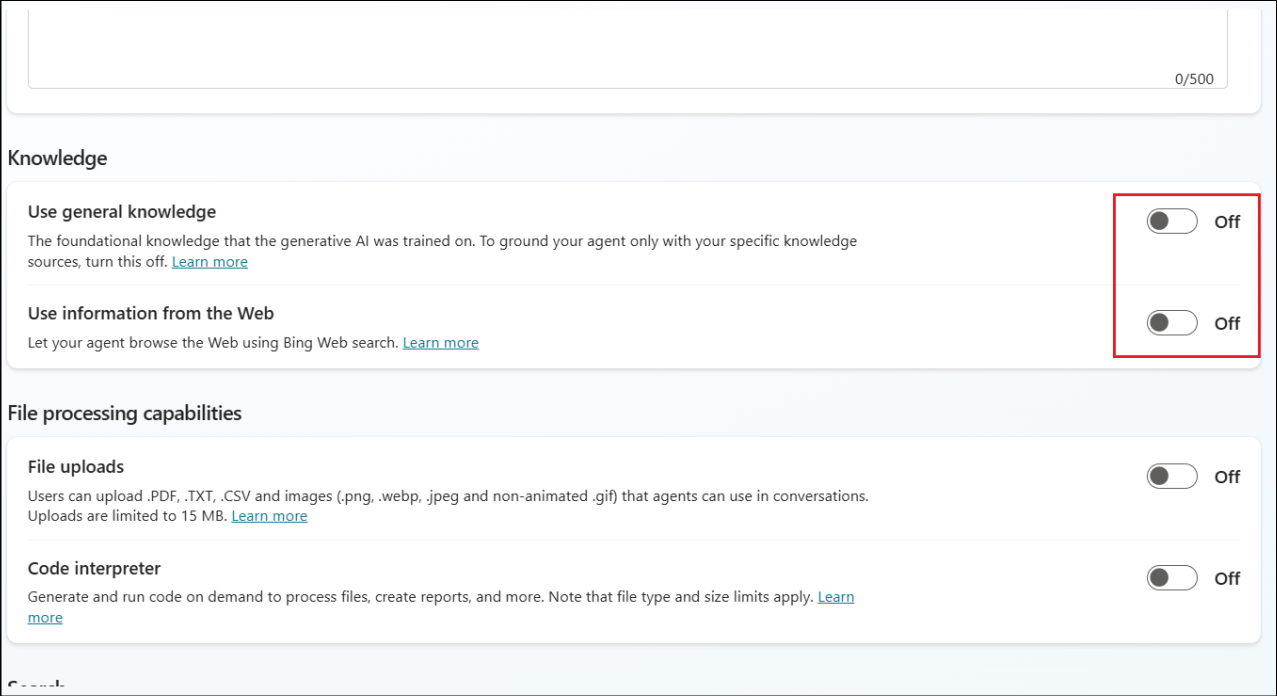 0/500
Knowledge
Use general knowledge
Off
The foundational knowledge that the generative AI was trained on. To ground your agent only with your specific knowledge
sources, turn this off. Learn more
Use information from the Web
Off
Let your agent browse the Web using Bing Web search. Learn more
File processing capabilities
File uploads
Off
Users can upload .PDF, .TXT, .CSV and images (.png, .webp, .jpeg and non-animated .gif) that agents can use in conversations.
Uploads are limited to 15 MB. Learn more
Code interpreter
Off
Generate and run code on demand to process files, create reports, and more. Note that file type and size limits apply. Learn
more
Search